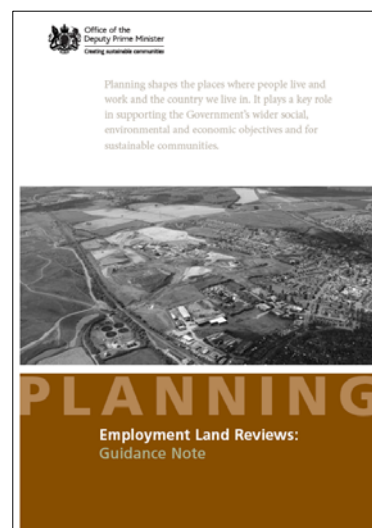 Office of the
Deputy Prime Minister
Creating sustainable communities
Planning shapes the places where people live and
work and the country we live in. It plays a key role
in supporting the Government's wider social,
environmental and economic objectives and for
sustainable communities.
PLANNING
Employment Land Reviews:
Guidance Note